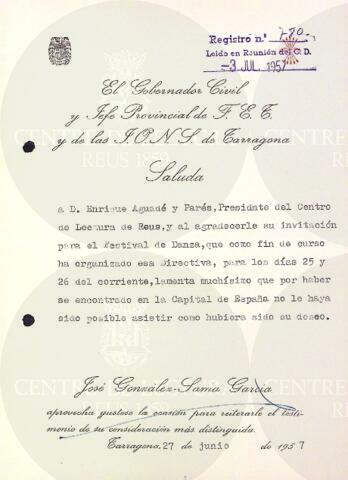 Registro n.º 780.-
Leído en Reunión del C. D.
-3 JUL. 1957
El Gobernador Civil
y Jefe Provincial de F. E. T.
y de las J. O. N. S. de Tarragona
Saluda
a D. Enrique Aguadé y Parés, Presidente del Centro
de Lectura de Reus, y al agradecerle su invitación
para el Festival de Danza, que como fin de curso
ha organizado esa Directiva, para los días 25 y
26 del corriente, lamenta muchísizo que por haber
se encontrado en la Capital de España no le haya
sido posible asistir como hubiera sido su deseo.
José González-Sama García
aprovecha gustoso la ocasión para reiterarle el testi-
monio de su consideración más distinguida.
Tarragona, 27 de junio de 1957